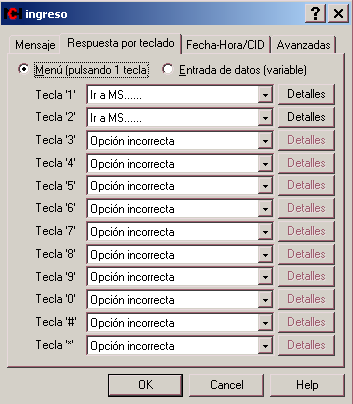 ingreso
Mensaje Respuesta por teclado Fecha-Hora/CID Avanzadas
Menú (pulsando 1 tecla Entrada de datos (variable)
Tecla '1' Ir a MS...... Detalles
Tecla '2' Ir a MS...... Detalles
Tecla '3' Opción incorrecta Detalles
Tecla '4' Opción incorrecta Detalles
Tecla '5' Opción incorrecta Detalles
Tecla '6' Opción incorrecta Detalles
Tecla '7' Opción incorrecta Detalles
Tecla '8' Opción incorrecta Detalles
Tecla '9' Opción incorrecta Detalles
Tecla '0' Opción incorrecta Detalles
Tecla '#' Opción incorrecta Detalles
Tecla '*' Opción incorrecta Detalles
OK Cancel Help